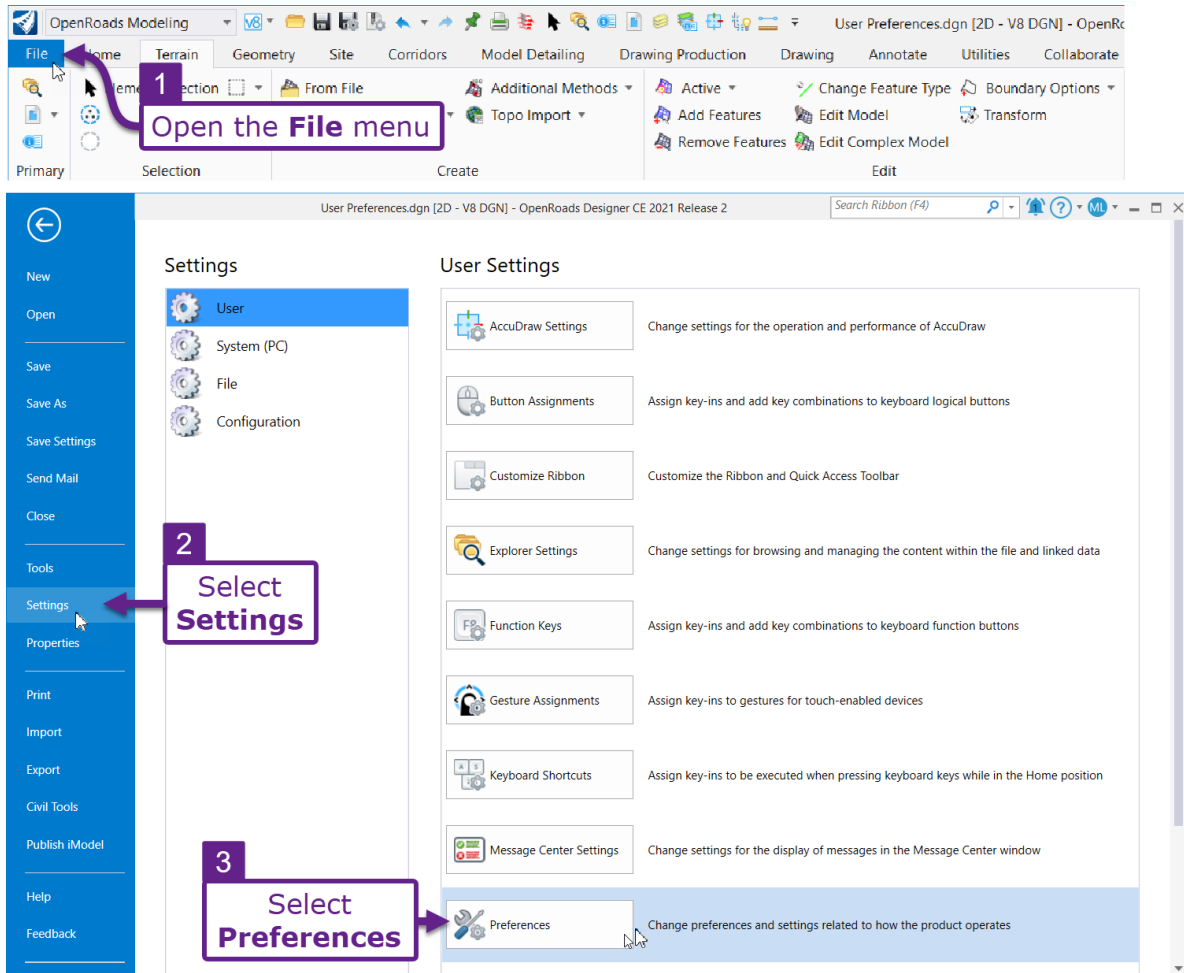 OpenRoads Modeling
User Preferences.dgn [2D - V8 DGN] - OpenRo
File
Home
Terrain
Geometry
Site
Corridors
Model Detailing
Drawing Production
Drawing
Annotate
Utilities
Collaborate
1
Open the File menu
From File
Additional Methods
Topo Import
Active
Add Features
Remove Features
Change Feature Type
Edit Model
Edit Complex Model
Boundary Options
Transform
Primary
Selection
Create
Edit
User Preferences.dgn [2D - V8 DGN] - OpenRoads Designer CE 2021 Release 2
Search Ribbon (F4)
1
?
ML
New
Open
Save
Save As
Save Settings
Send Mail
Close
Tools
Settings
Properties
Print
Import
Export
Civil Tools
Publish iModel
Help
Feedback
Settings
User
System (PC)
File
Configuration
2
Select
Settings
3
Select
Preferences
User Settings
AccuDraw Settings
Change settings for the operation and performance of AccuDraw
Button Assignments
Assign key-ins and add key combinations to keyboard logical buttons
Customize Ribbon
Customize the Ribbon and Quick Access Toolbar
Explorer Settings
Change settings for browsing and managing the content within the file and linked data
Function Keys
Assign key-ins and add key combinations to keyboard function buttons
Gesture Assignments
Assign key-ins to gestures for touch-enabled devices
Keyboard Shortcuts
Assign key-ins to be executed when pressing keyboard keys while in the Home position
Message Center Settings
Change settings for the display of messages in the Message Center window
Preferences
Change preferences and settings related to how the product operates